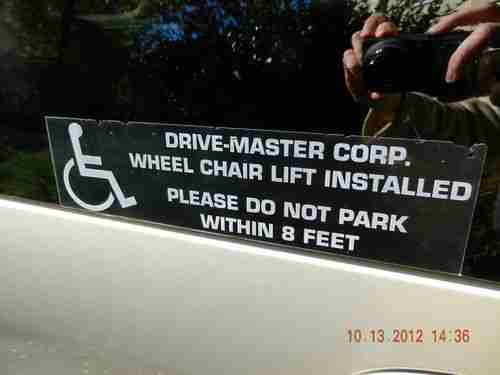 DRIVE-MASTER CORP.
WHEEL CHAIR LIFT INSTALLED
PLEASE DO NOT PARK
WITHIN 8 FEET
10.13.2012 14:36